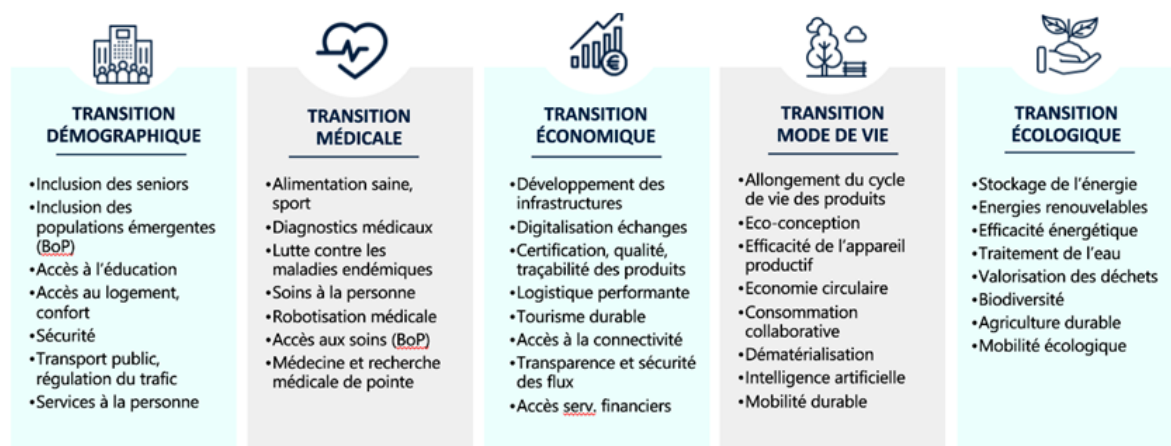 TRANSITION
DÉMOGRAPHIQUE
•Inclusion des seniors
•Inclusion des
populations émergentes
(BoP)
•Accès à l'éducation
•Accès au logement,
confort
•Sécurité
•Transport public,
régulation du trafic
•Services à la personne
TRANSITION
MÉDICALE
•Alimentation saine,
sport
•Diagnostics médicaux
•Lutte contre les
maladies endémiques
•Soins à la personne
•Robotisation médicale
•Accès aux soins (BoP)
•Médecine et recherche
médicale de pointe
€
TRANSITION
ÉCONOMIQUE
•Développement des
infrastructures
•Digitalisation échanges
•Certification, qualité,
traçabilité des produits
•Logistique performante
•Tourisme durable
•Accès à la connectivité
•Transparence et sécurité
des flux
•Accès serv. financiers
TRANSITION
MODE DE VIE
•Allongement du cycle
de vie des produits
•Eco-conception
•Efficacité de l'appareil
productif
•Economie circulaire
•Consommation
collaborative
•Dématérialisation
•Intelligence artificielle
•Mobilité durable
TRANSITION
ÉCOLOGIQUE
•Stockage de l'énergie
•Energies renouvelables
•Efficacité énergétique
•Traitement de l'eau
•Valorisation des déchets
•Biodiversité
•Agriculture durable
•Mobilité écologique